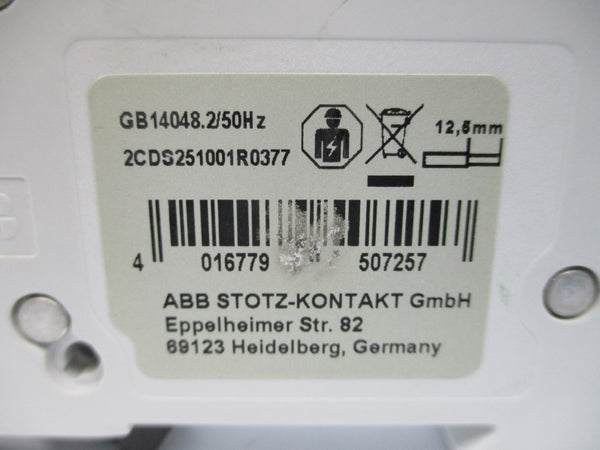 GB14048.2/50Hz
2CDS251001R0377
12,5mm
4 016779 507257
ABB STOTZ-KONTAKT GmbH
Eppelheimer Str. 82
69123 Heidelberg, Germany